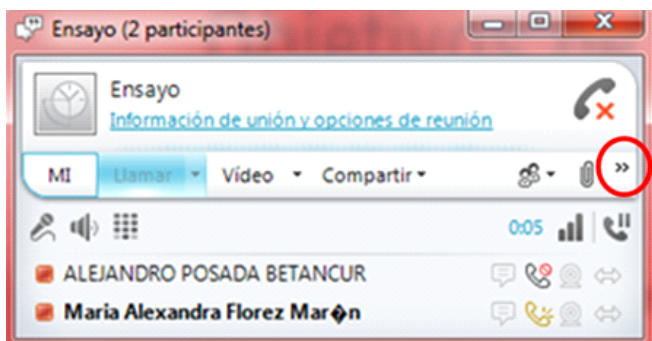 Ensayo (2 participantes)
Ensayo
Información de unión y opciones de reunión
MI Llamar Vídeo Compartir »
0:05
ALEJANDRO POSADA BETANCUR
Maria Alexandra Florez Mar�n